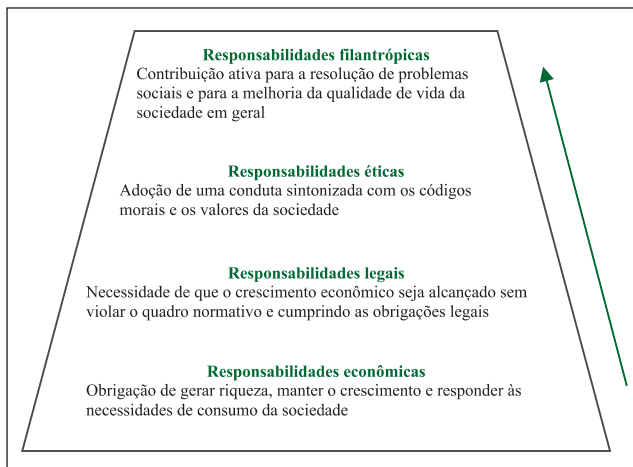 Responsabilidades filantrópicas
Contribuição ativa para a resolução de problemas
sociais e para a melhoria da qualidade de vida da
sociedade em geral
Responsabilidades éticas
Adoção de uma conduta sintonizada com os códigos
morais e os valores da sociedade
Responsabilidades legais
Necessidade de que o crescimento econômico seja alcançado sem
violar o quadro normativo e cumprindo as obrigações legais
Responsabilidades econômicas
Obrigação de gerar riqueza, manter o crescimento e responder às
necessidades de consumo da sociedade